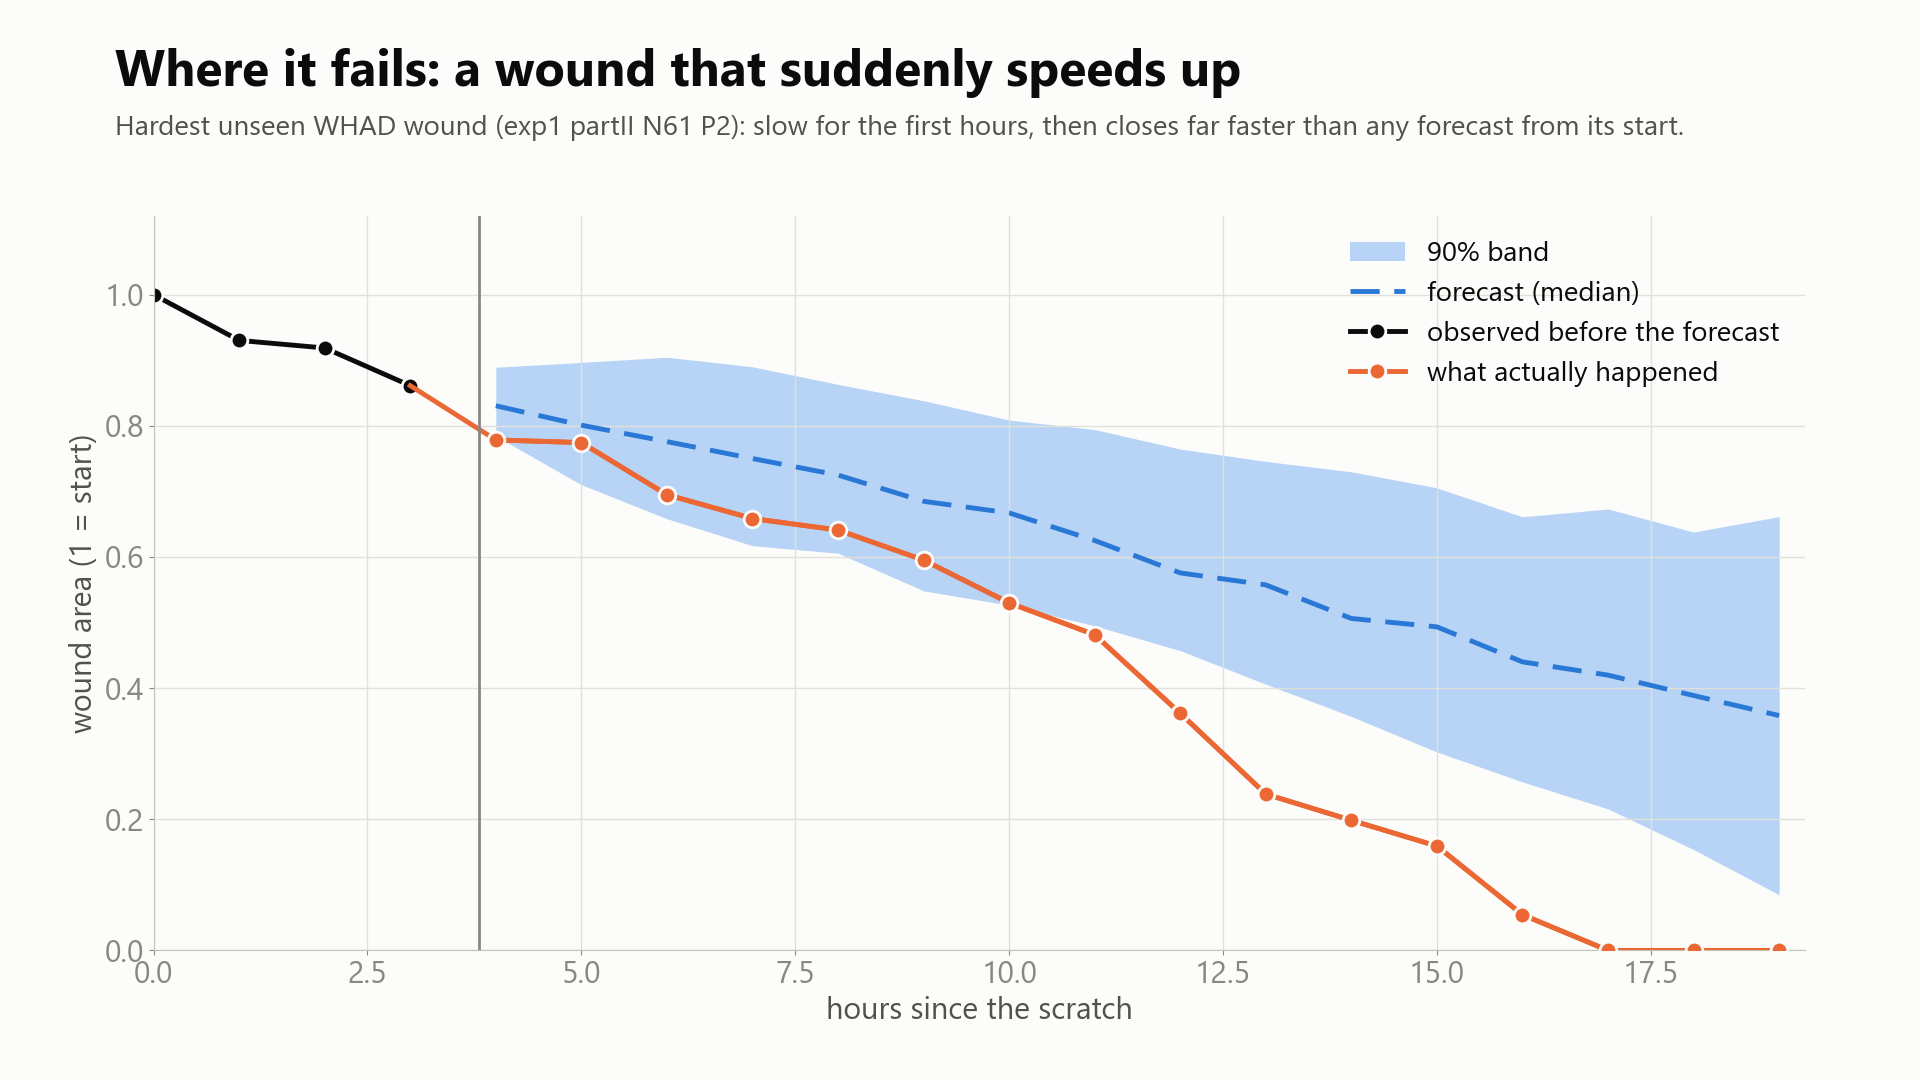 Where it fails: a wound that suddenly speeds up
Hardest unseen WHAD wound (exp1 partII N61 P2): slow for the first hours, then closes far faster than any forecast from its start.
90% band
forecast (median)
observed before the forecast
what actually happened
wound area (1 = start)
1.0
0.8
0.6
0.4
0.2
0.0
0.0 2.5 5.0 7.5 10.0 12.5 15.0 17.5
hours since the scratch